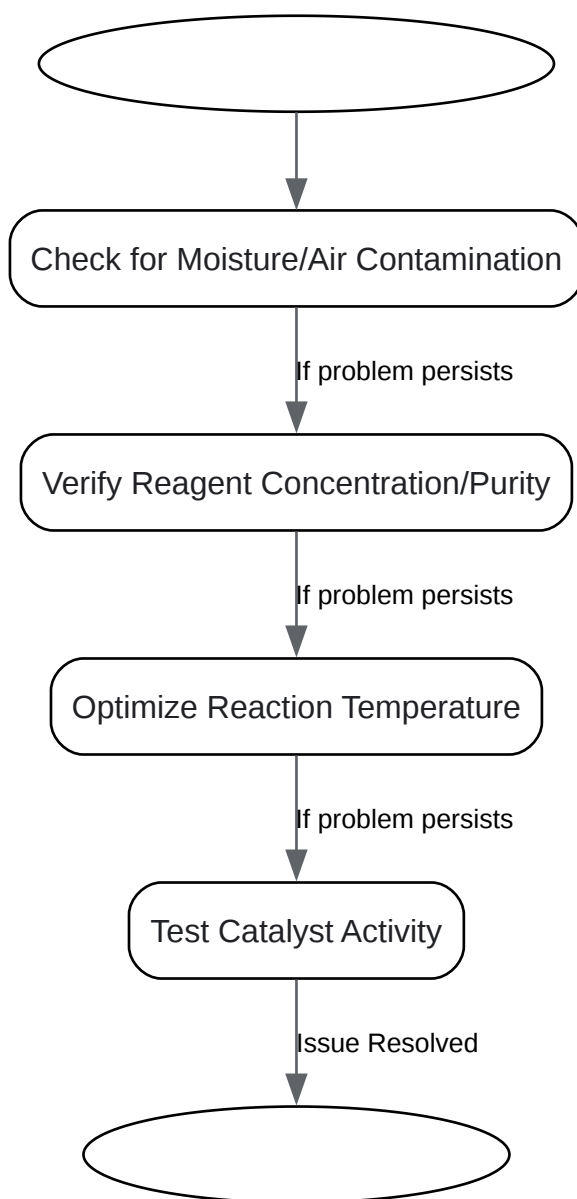 Check for Moisture/Air Contamination
If problem persists
Verify Reagent Concentration/Purity
If problem persists
Optimize Reaction Temperature
If problem persists
Test Catalyst Activity
Issue Resolved